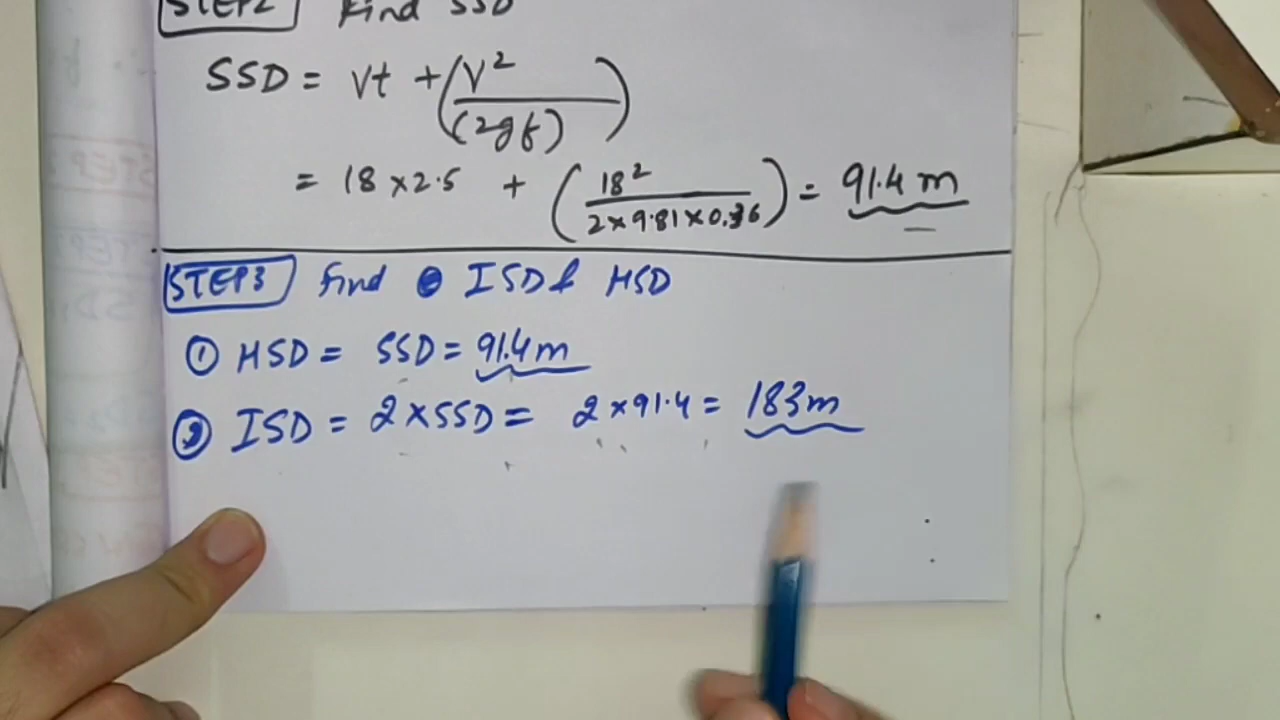 STEP2 Find SSD
SSD = Vt + (V²/(2gf))
= 18 × 2.5 + (18²/2×9.81×0.36) = 91.4 m
STEP3 Find ISD & HSD
① HSD = SSD = 91.4m
② ISD = 2 × SSD = 2 × 91.4 = 183m